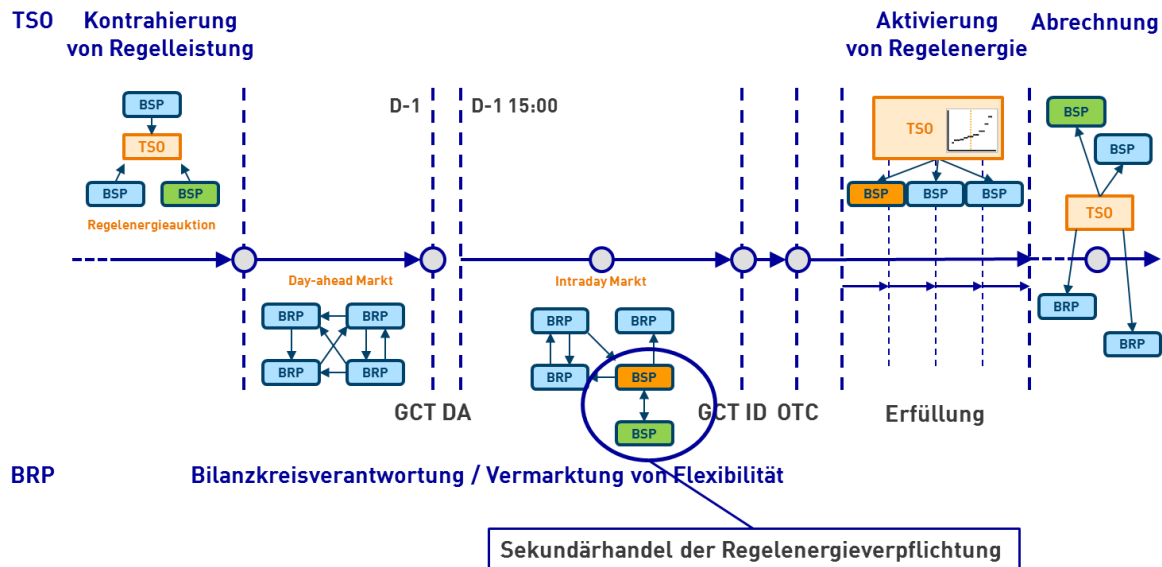 TSO
Kontrahierung
von Regelleistung
Aktivierung
von Regelenergie
Abrechnung
BSP
TSO
BSP
BSP
Regelenergieauktion
D-1
D-1 15:00
TSO
BSP
BSP
BSP
BSP
BSP
TSO
BRP
BRP
Day-ahead Markt
BRP
BRP
BRP
BRP
Intraday Markt
BRP
BRP
BRP
BSP
BSP
GCT DA
GCT ID
OTC
Erfüllung
BRP
Bilanzkreisverantwortung / Vermarktung von Flexibilität
Sekundärhandel der Regelenergieverpflichtung